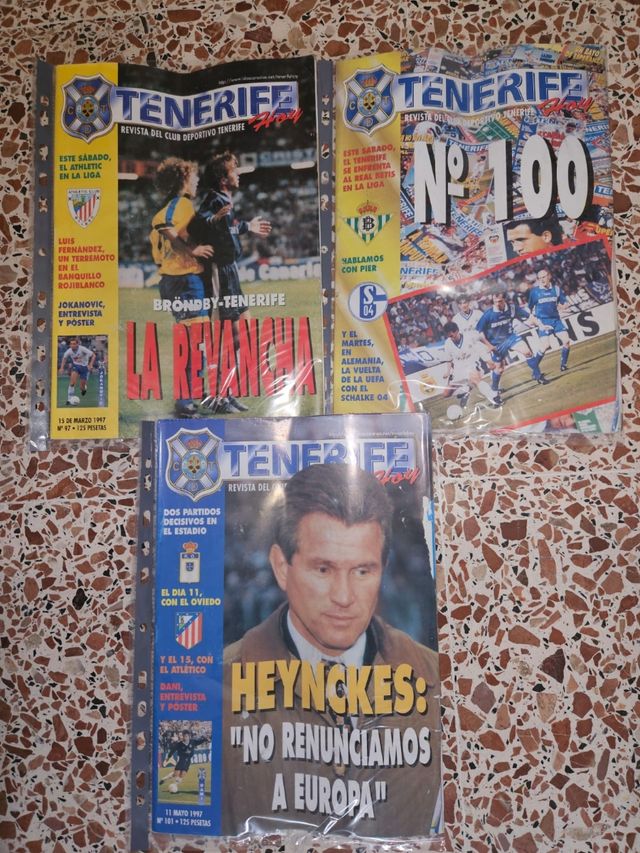 TENERIFE
Hoy
REVISTA DEL CLUB DEPORTIVO TENERIFE
ESTE SÁBADO,
EL ATHLETIC
EN LA LIGA
ATHLETIC CLUB
LUIS
FERNÁNDEZ,
UN TERREMOTO
EN EL
BANQUILLO
ROJIBLANCO
JOKANOVIC,
ENTREVISTA
Y PÓSTER
BRÖNDBY-TENERIFE
LA REVANCHA
15 DE MARZO 1997
Nº 97 • 125 PESETAS
TENERIFE
Hoy
REVISTA DEL CLUB DEPORTIVO TENERIFE
Nº 100
ESTE SÁBADO,
EL TENERIFE
SE ENFRENTA
AL REAL BETIS
EN LA LIGA
HABLAMOS
CON PIER
S
04
Y EL
MARTES,
EN
ALEMANIA,
LA VUELTA
DE LA UEFA
CON EL
SCHALKE 04
TENERIFE
Hoy
REVISTA DEL
DOS PARTIDOS
DECISIVOS EN
EL ESTADIO
EL DIA 11,
CON EL OVIEDO
Y EL 15, CON EL
ATLÉTICO
DANI,
ENTREVISTA
Y PÓSTER
HEYNCKES:
"NO RENUNCIAMOS
A EUROPA"
11 MAYO 1997
Nº 101 • 125 PESETAS